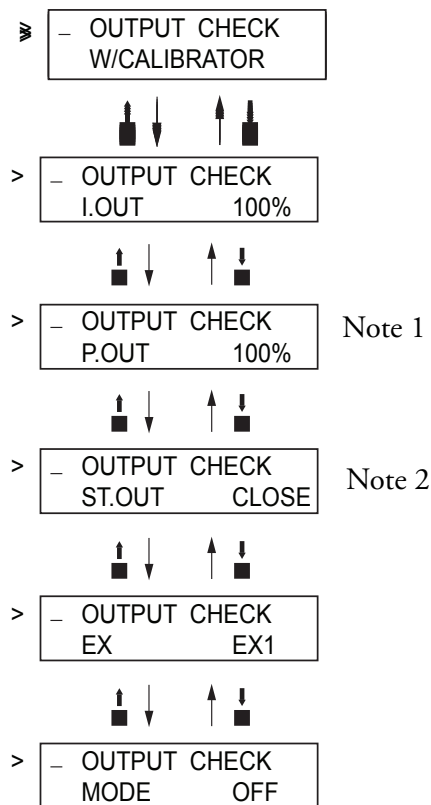 _ OUTPUT CHECK
W/CALIBRATOR
> _ OUTPUT CHECK
I.OUT 100%
> _ OUTPUT CHECK
P.OUT 100%
Note 1
> _ OUTPUT CHECK
ST.OUT CLOSE
Note 2
> _ OUTPUT CHECK
EX EX1
> _ OUTPUT CHECK
MODE OFF